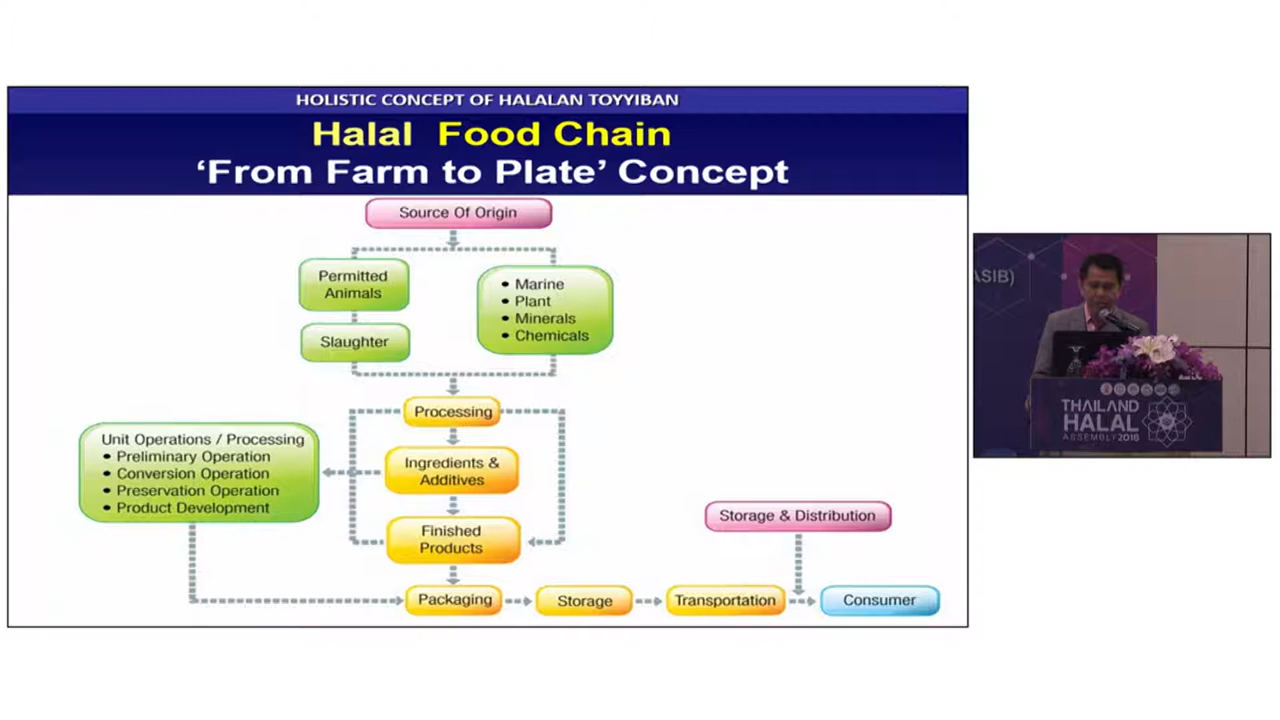 HOLISTIC CONCEPT OF HALALAN TOYYIBAN
Halal Food Chain
‘From Farm to Plate’ Concept
Source Of Origin
Permitted
Animals
Slaughter
• Marine
• Plant
• Minerals
• Chemicals
Processing
Ingredients &
Additives
Finished
Products
Unit Operations / Processing
• Preliminary Operation
• Conversion Operation
• Preservation Operation
• Product Development
Packaging
Storage
Transportation
Storage & Distribution
Consumer
ASIB)
THAILAND
HALAL
ASSEMBLY 2018